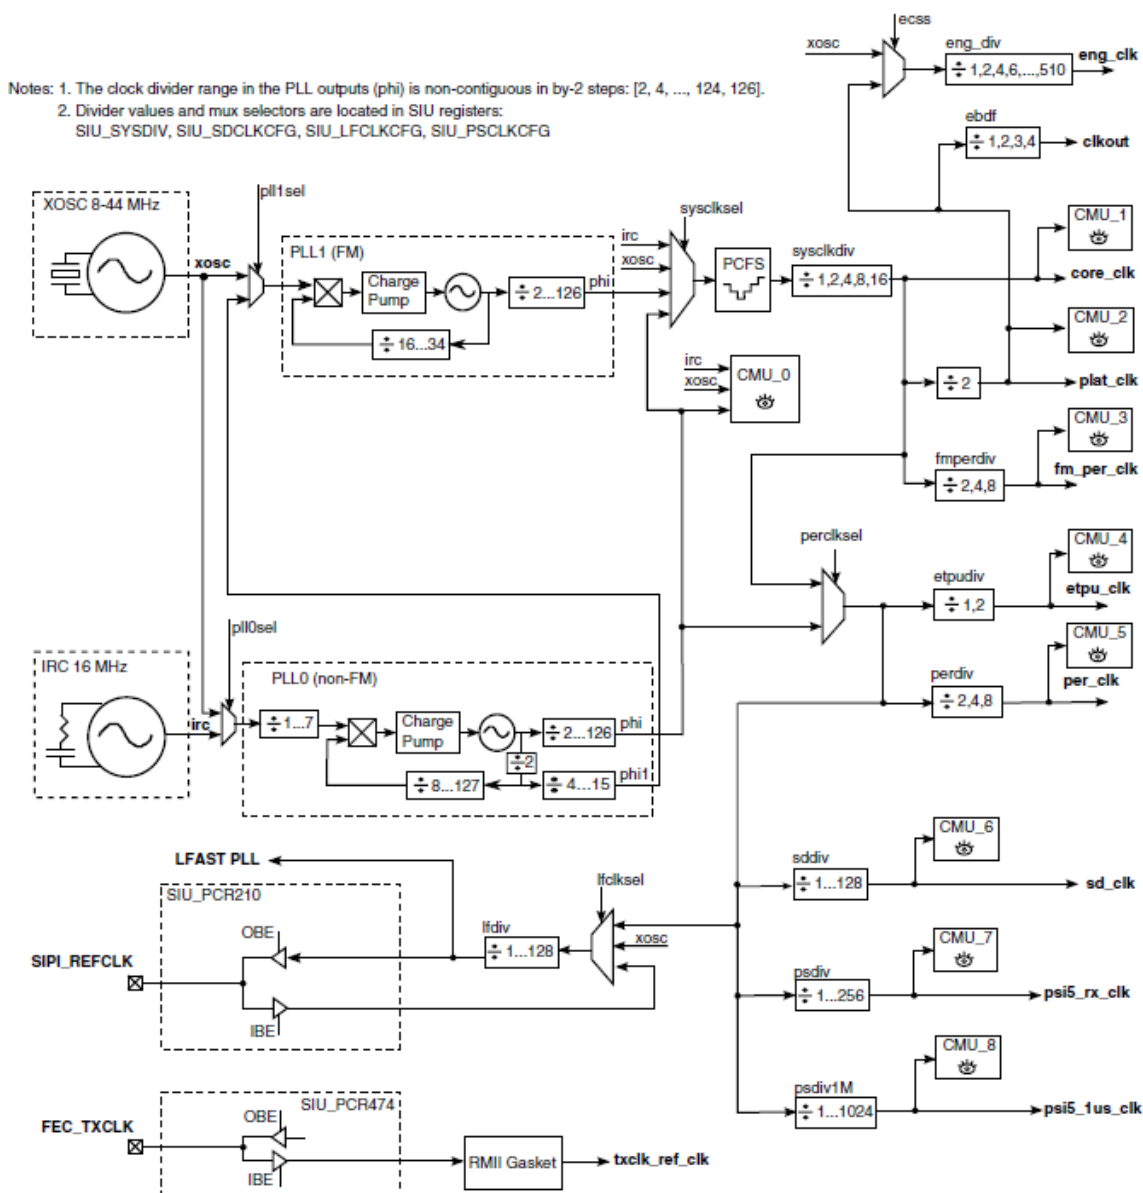 ecss
xosc
eng_div
÷ 1,2,4,6,...,510
eng_clk
Notes: 1. The clock divider range in the PLL outputs (phi) is non-contiguous in by-2 steps: [2, 4, ..., 124, 126].
2. Divider values and mux selectors are located in SIU registers:
SIU_SYSDIV, SIU_SDCLKCFG, SIU_LFCLKCFG, SIU_PSCLKCFG
ebdf
÷ 1,2,3,4
clkout
XOSC 8-44 MHz
pll1sel
sysclksel
CMU_1
xosc
PLL1 (FM)
irc
xosc
PCFS
sysclkdiv
÷ 1,2,4,8,16
core_clk
Charge
Pump
÷ 2...126
phi
÷ 16...34
CMU_2
irc
xosc
CMU_0
÷ 2
plat_clk
CMU_3
fmperdiv
÷ 2,4,8
fm_per_clk
perclksel
CMU_4
etpudiv
÷ 1,2
etpu_clk
pll0sel
CMU_5
IRC 16 MHz
PLL0 (non-FM)
perdiv
÷ 2,4,8
per_clk
irc
÷ 1...7
Charge
Pump
÷ 2...126
phi
÷2
÷ 8...127
÷ 4...15
phi1
CMU_6
LFAST PLL
sddiv
÷ 1...128
sd_clk
SIU_PCR210
lfclksel
OBE
lfdiv
÷ 1...128
xosc
CMU_7
SIPI_REFCLK
psdiv
÷ 1...256
psi5_rx_clk
IBE
CMU_8
psdiv1M
÷ 1...1024
psi5_1us_clk
SIU_PCR474
OBE
FEC_TXCLK
IBE
RMII Gasket
txclk_ref_clk